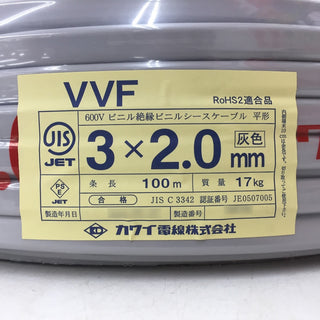 VVF
RoHS2適合品
600V ビニル絶縁ビニルシースケーブル 平形
JIS
JET
3×2.0mm
灰色
PS
E
JET
条長 100m 質量 17kg
合格 JIS C 3342 認証番号 JE0507005
製造年月日 製造番号
カワイ電線株式会社